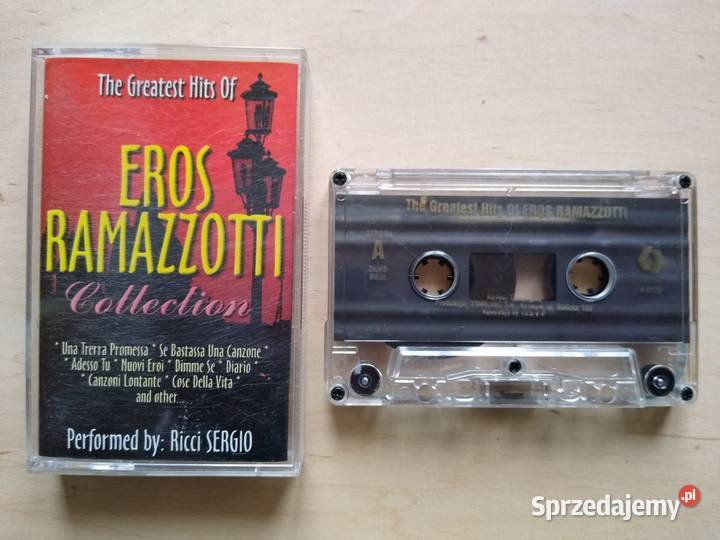 The Greatest Hits Of
EROS
RAMAZZOTTI
Collection
* Una Trerra Promessa * Se Bastassa Una Canzone *
* Adesso Tu * Nuovi Eroi * Dimme Se * Diario *
* Canzoni Lontante * Cose Della Vita *
and other...
Performed by: Ricci SERGIO
The Greatest Hits Of EROS RAMAZZOTTI
STRONA
A
Sprzedajemy.pl